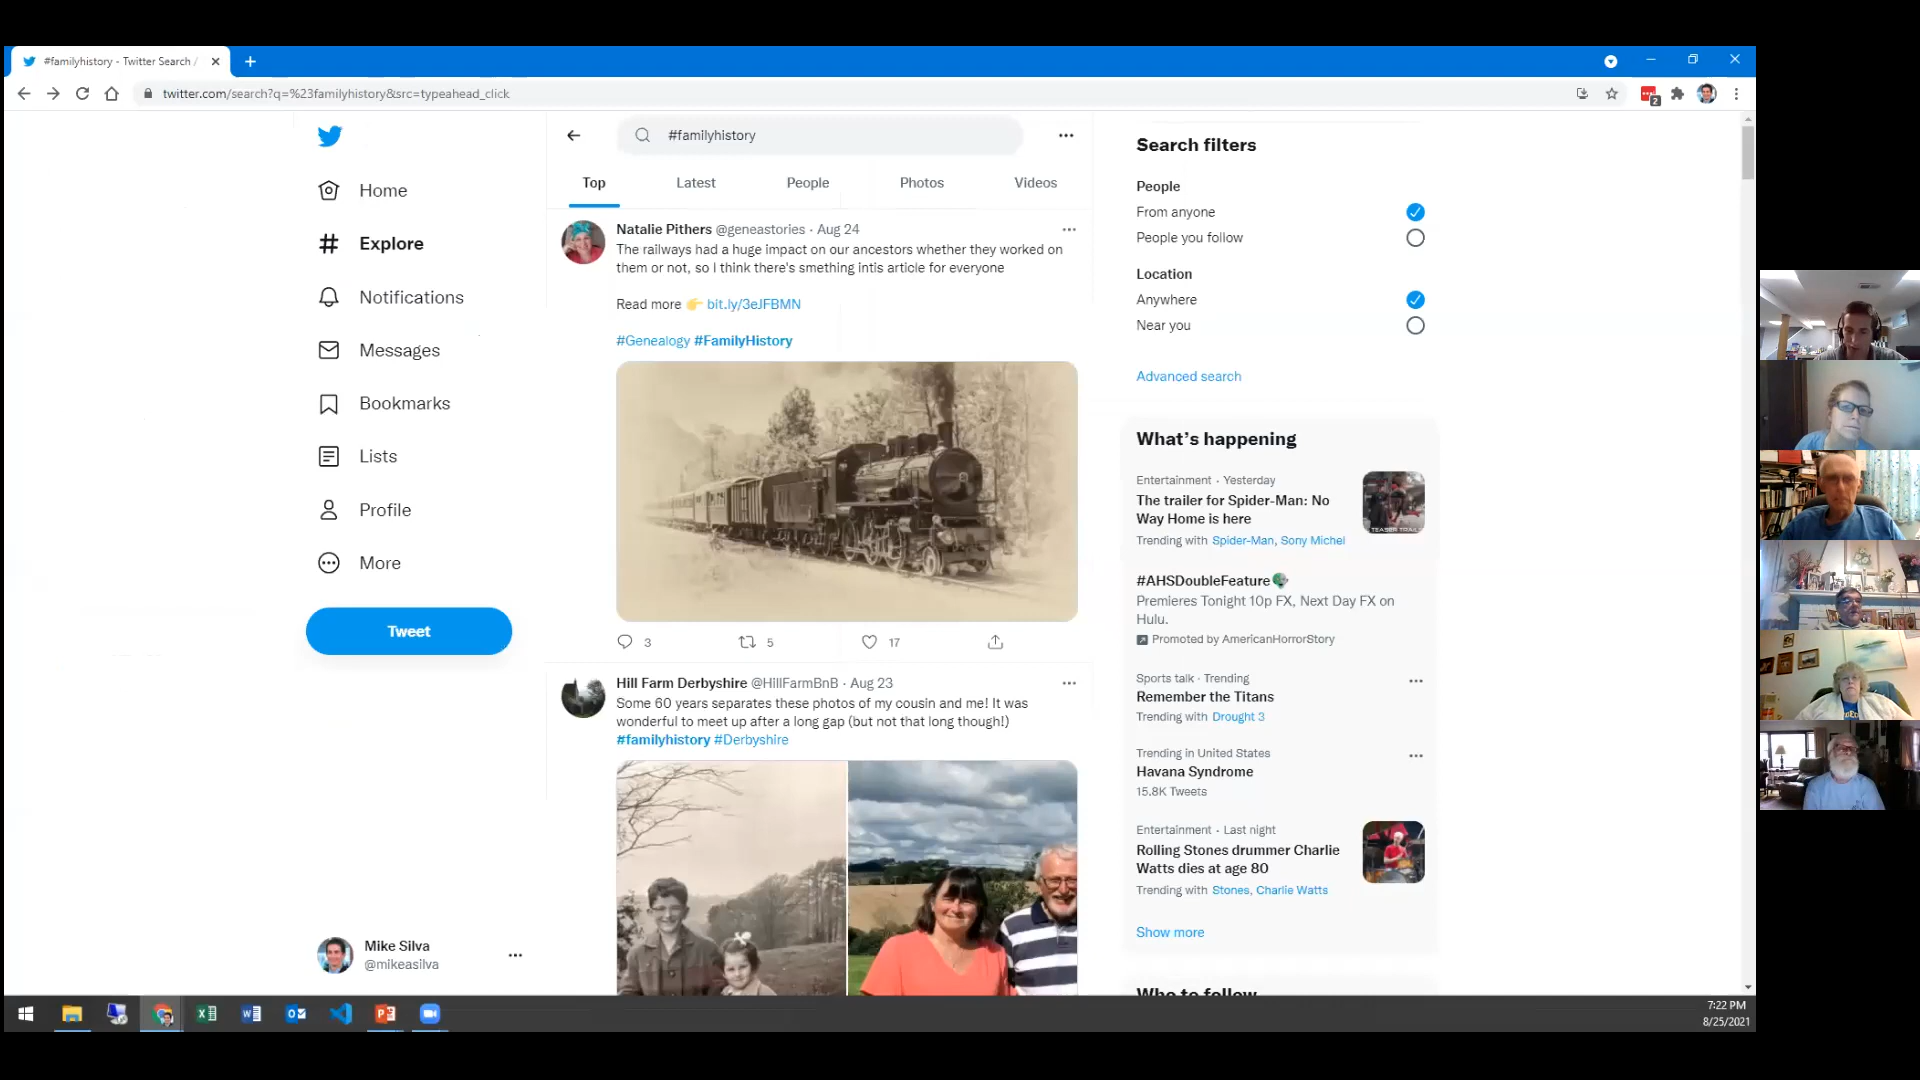 #familyhistory - Twitter Search /
twitter.com/search?q=%23familyhistory&src=typeahead_click
2
#familyhistory
Top
Latest
People
Photos
Videos
Home
Explore
Notifications
Messages
Bookmarks
Lists
Profile
More
Tweet
Mike Silva
@mikeasilva
Natalie Pithers @geneastories · Aug 24
The railways had a huge impact on our ancestors whether they worked on
them or not, so I think there's smething intis article for everyone
Read more 👉 bit.ly/3eJFBMN
#Genealogy #FamilyHistory
3
5
17
Hill Farm Derbyshire @HillFarmBnB · Aug 23
Some 60 years separates these photos of my cousin and me! It was
wonderful to meet up after a long gap (but not that long though!)
#familyhistory #Derbyshire
Search filters
People
From anyone
People you follow
Location
Anywhere
Near you
Advanced search
What's happening
Entertainment · Yesterday
The trailer for Spider-Man: No
Way Home is here
Trending with Spider-Man, Sony Michel
TEASER TRAILER
#AHSDoubleFeature
Premieres Tonight 10p FX, Next Day FX on
Hulu.
Promoted by AmericanHorrorStory
Sports talk · Trending
Remember the Titans
Trending with Drought 3
Trending in United States
Havana Syndrome
15.8K Tweets
Entertainment · Last night
Rolling Stones drummer Charlie
Watts dies at age 80
Trending with Stones, Charlie Watts
Show more
Who to follow
7:22 PM
8/25/2021